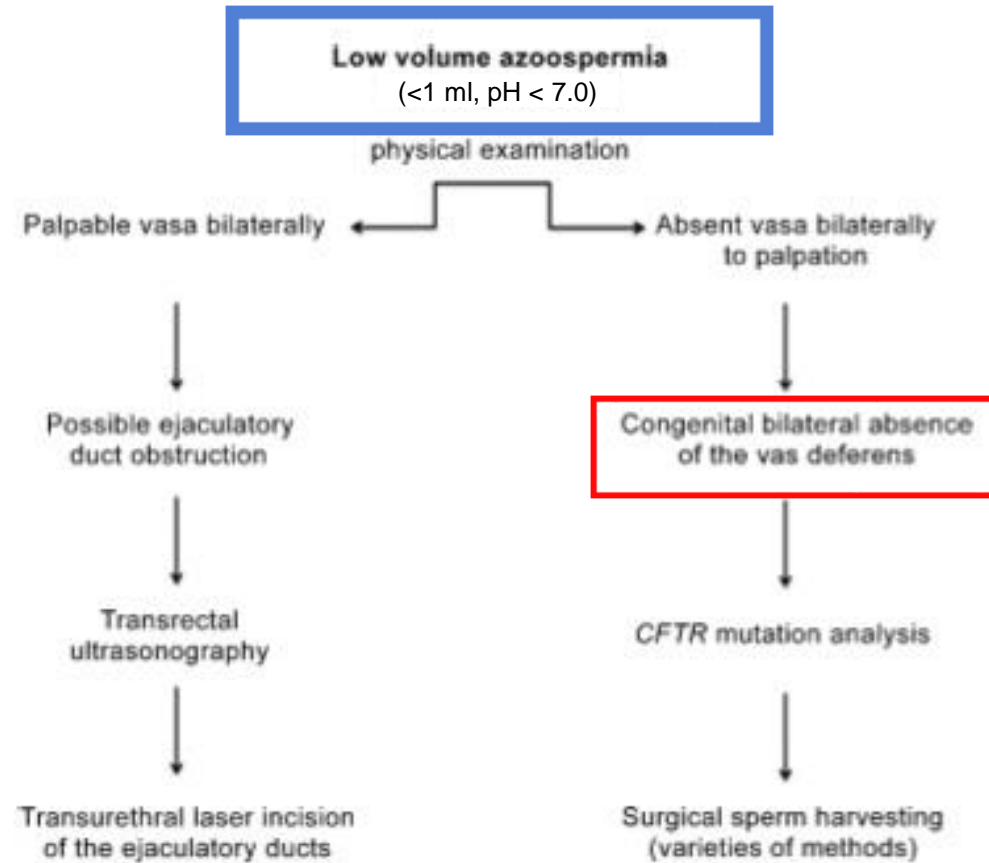 Low volume azoospermia
(<1 ml, pH < 7.0)
physical examination
Palpable vasa bilaterally
Absent vasa bilaterally
to palpation
Possible ejaculatory
duct obstruction
Congenital bilateral absence
of the vas deferens
Transrectal
ultrasonography
CFTR mutation analysis
Transurethral laser incision
of the ejaculatory ducts
Surgical sperm harvesting
(varieties of methods)